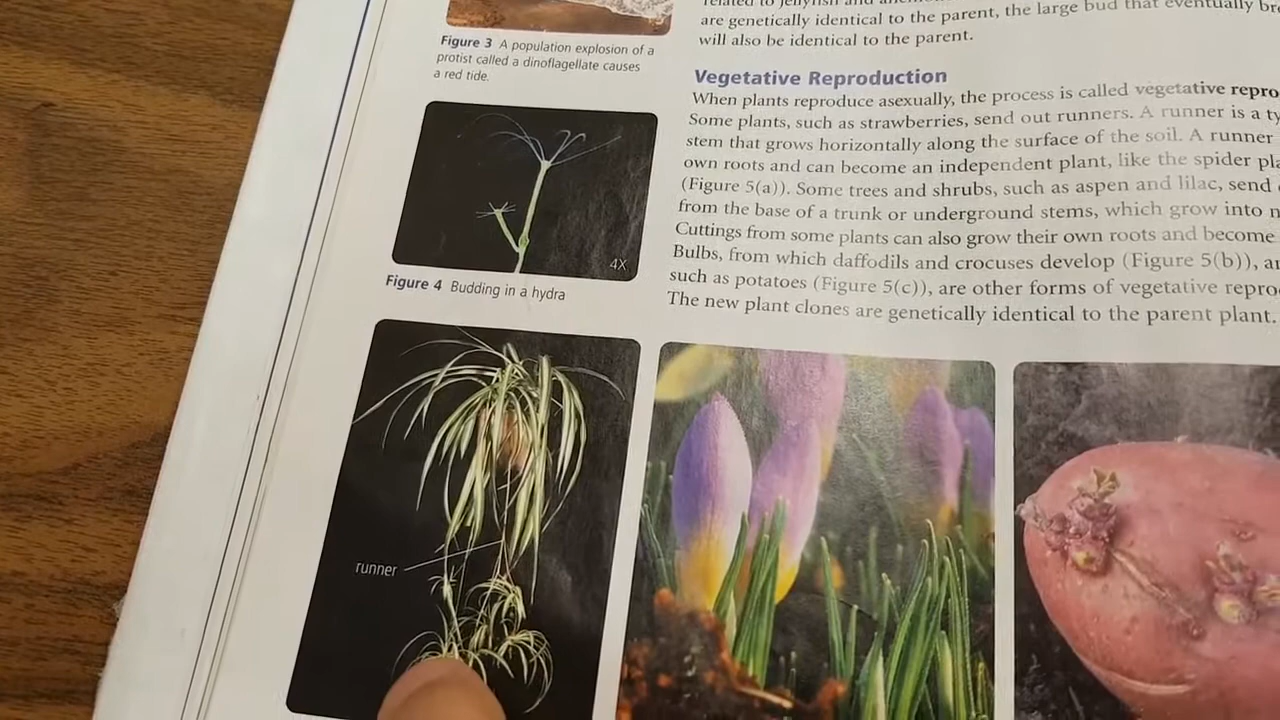 Figure 3 A population explosion of a
protist called a dinoflagellate causes
a red tide.
4X
Figure 4 Budding in a hydra
runner
related to jellyfish and
are genetically identical to the parent, the large bud that eventually
will also be identical to the parent.
Vegetative Reproduction
When plants reproduce asexually, the process is called vegetative repro
Some plants, such as strawberries, send out runners. A runner is a ty
stem that grows horizontally along the surface of the soil. A runner
own roots and can become an independent plant, like the spider pla
(Figure 5(a)). Some trees and shrubs, such as aspen and lilac, send
from the base of a trunk or underground stems, which grow into n
Cuttings from some plants can also grow their own roots and become
Bulbs, from which daffodils and crocuses develop (Figure 5(b)), a
such as potatoes (Figure 5(c)), are other forms of vegetative repro
The new plant clones are genetically identical to the parent plant.